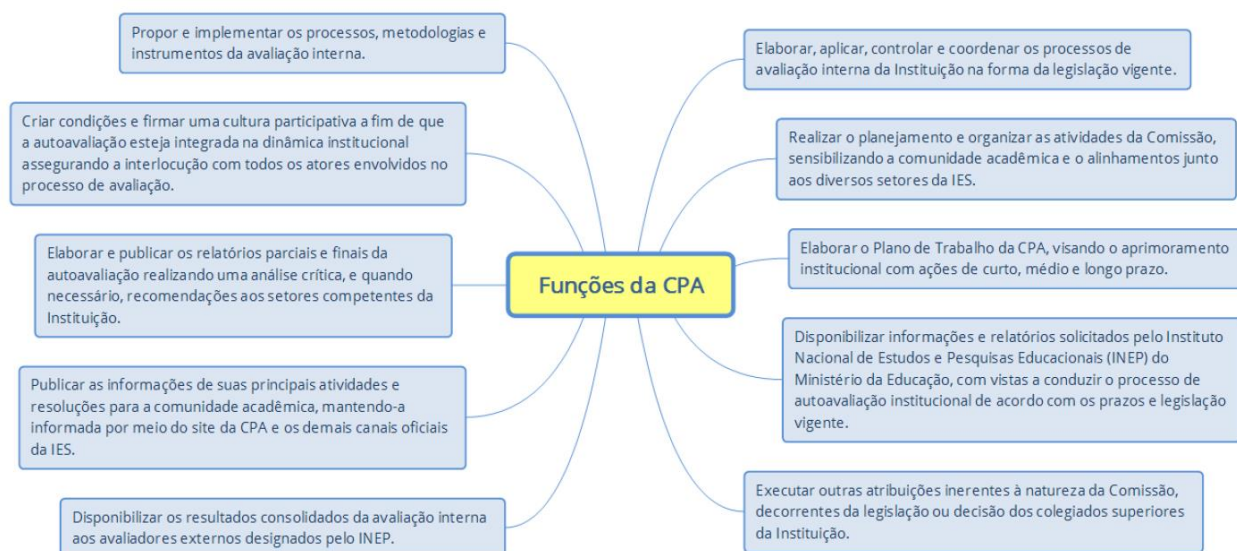 Propor e implementar os processos, metodologias e
instrumentos da avaliação interna.
Criar condições e firmar uma cultura participativa a fim de que
a autoavaliação esteja integrada na dinâmica institucional
assegurando a interlocução com todos os atores envolvidos no
processo de avaliação.
Elaborar e publicar os relatórios parciais e finais da
autoavaliação realizando uma análise crítica, e quando
necessário, recomendações aos setores competentes da
Instituição.
Publicar as informações de suas principais atividades e
resoluções para a comunidade acadêmica, mantendo-a
informada por meio do site da CPA e os demais canais oficiais
da IES.
Disponibilizar os resultados consolidados da avaliação interna
aos avaliadores externos designados pelo INEP.
Funções da CPA
Elaborar, aplicar, controlar e coordenar os processos de
avaliação interna da Instituição na forma da legislação vigente.
Realizar o planejamento e organizar as atividades da Comissão,
sensibilizando a comunidade acadêmica e o alinhamentos junto
aos diversos setores da IES.
Elaborar o Plano de Trabalho da CPA, visando o aprimoramento
institucional com ações de curto, médio e longo prazo.
Disponibilizar informações e relatórios solicitados pelo Instituto
Nacional de Estudos e Pesquisas Educacionais (INEP) do
Ministério da Educação, com vistas a conduzir o processo de
autoavaliação institucional de acordo com os prazos e legislação
vigente.
Executar outras atribuições inerentes à natureza da Comissão,
decorrentes da legislação ou decisão dos colegiados superiores
da Instituição.